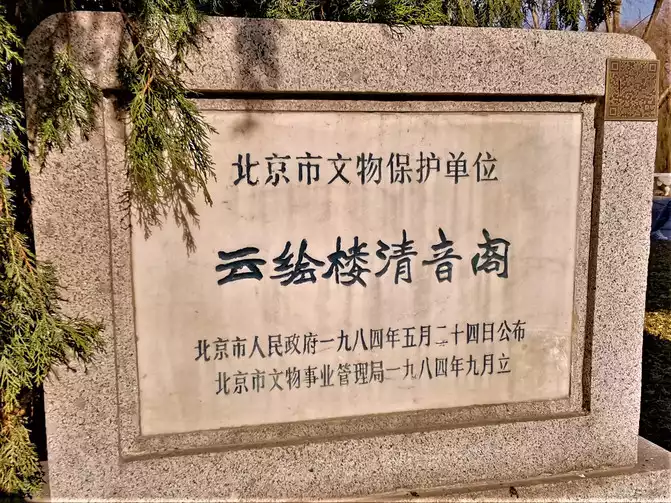 北京市文物保护单位
云绘楼清音阁
北京市人民政府一九八四年五月二十四日公布
北京市文物事业管理局一九八四年九月立